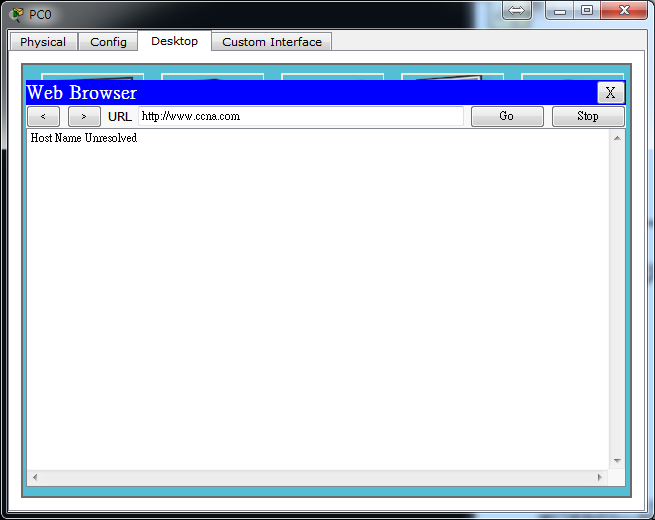 PC0
Physical Config Desktop Custom Interface
Web Browser X
< > URL http://www.ccna.com Go Stop
Host Name Unresolved